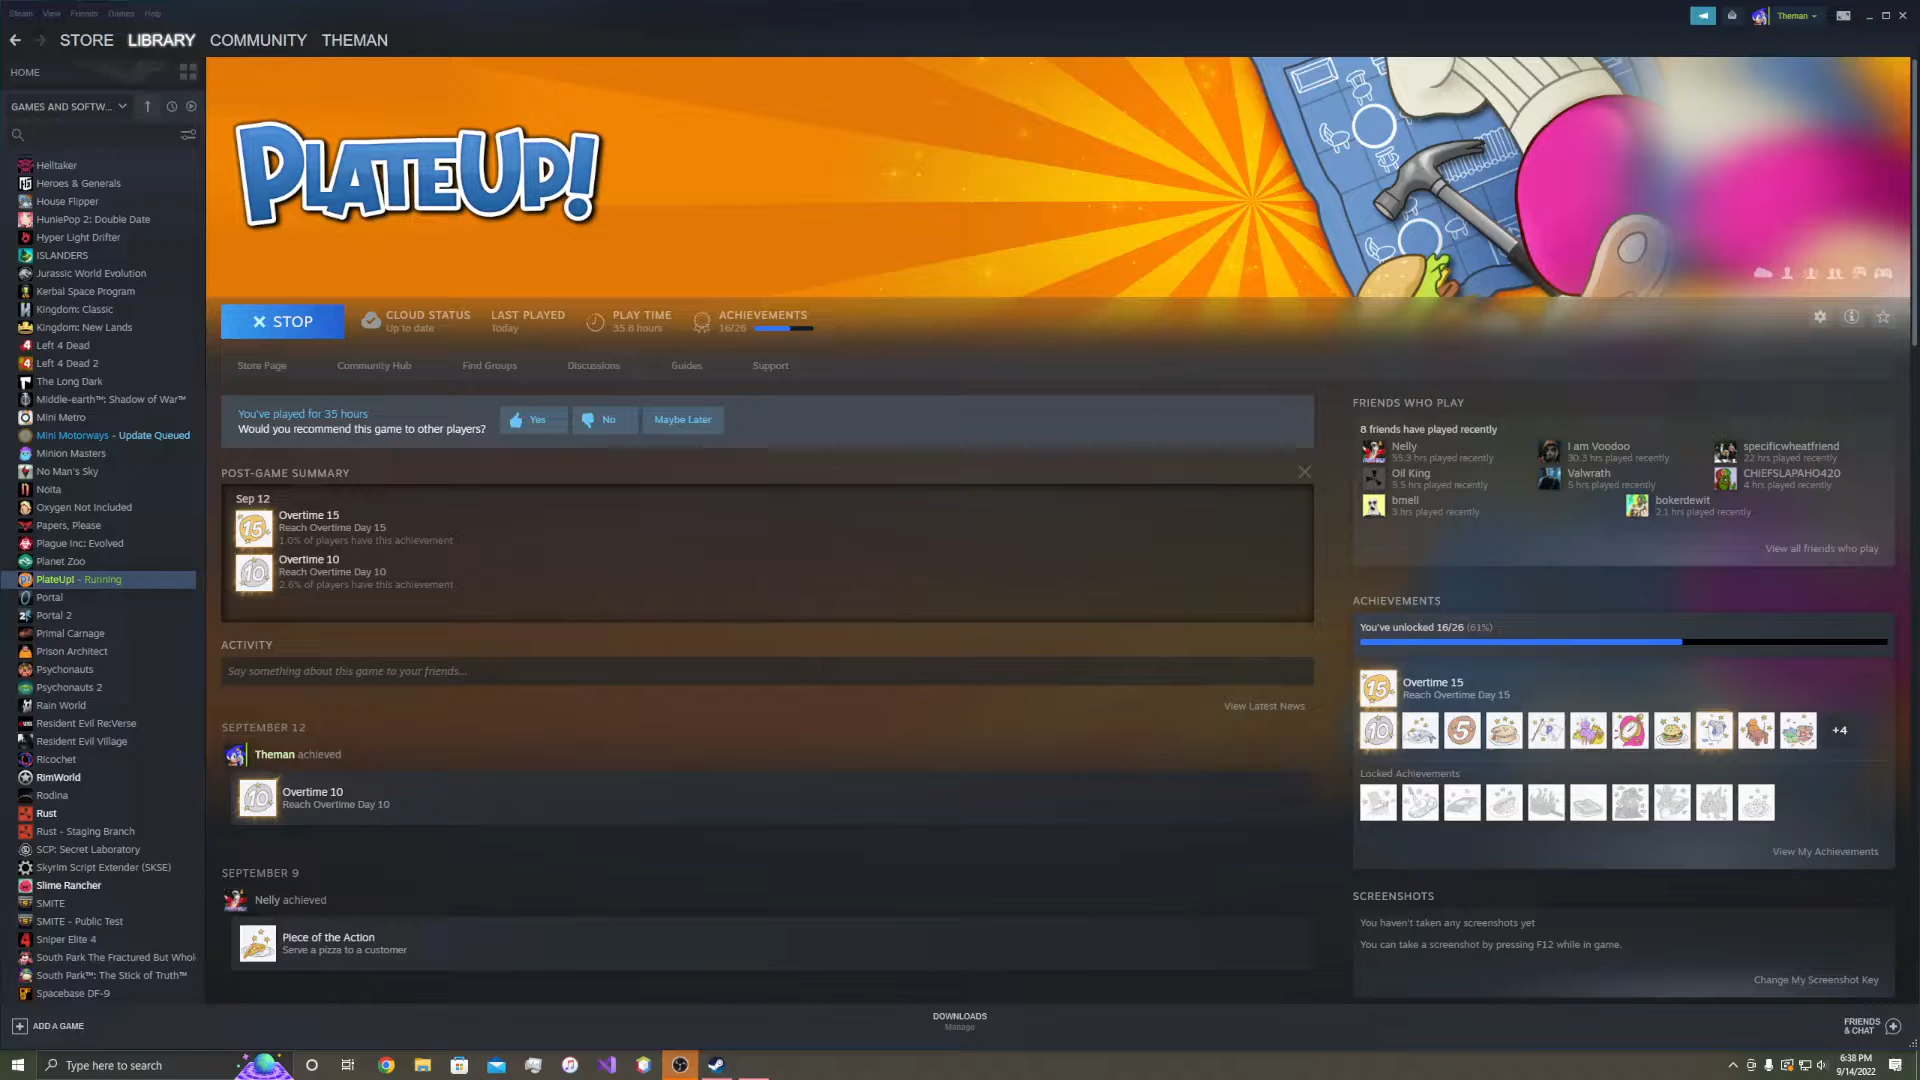 Steam View Friends Games Help
Theman
STORE LIBRARY COMMUNITY THEMAN
HOME
GAMES AND SOFTW...
Helltaker
Heroes & Generals
House Flipper
HuniePop 2: Double Date
Hyper Light Drifter
ISLANDERS
Jurassic World Evolution
Kerbal Space Program
Kingdom: Classic
Kingdom: New Lands
Left 4 Dead
Left 4 Dead 2
The Long Dark
Middle-earth™: Shadow of War™
Mini Metro
Mini Motorways - Update Queued
Minion Masters
No Man's Sky
Noita
Oxygen Not Included
Papers, Please
Plague Inc: Evolved
Planet Zoo
PlateUp! - Running
Portal
Portal 2
Primal Carnage
Prison Architect
Psychonauts
Psychonauts 2
Rain World
Resident Evil Re:Verse
Resident Evil Village
Ricochet
RimWorld
Rodina
Rust
Rust - Staging Branch
SCP: Secret Laboratory
Skyrim Script Extender (SKSE)
Slime Rancher
SMITE
SMITE - Public Test
Sniper Elite 4
South Park The Fractured But Whol
South Park™: The Stick of Truth™
Spacebase DF-9
ADD A GAME
PLATEUP!
STOP
CLOUD STATUS
Up to date
LAST PLAYED
Today
PLAY TIME
35.8 hours
ACHIEVEMENTS
16/26
Store Page Community Hub Find Groups Discussions Guides Support
You've played for 35 hours
Would you recommend this game to other players?
Yes No Maybe Later
POST-GAME SUMMARY
Sep 12
15
Overtime 15
Reach Overtime Day 15
1.0% of players have this achievement
10
Overtime 10
Reach Overtime Day 10
2.6% of players have this achievement
ACTIVITY
Say something about this game to your friends...
View Latest News
SEPTEMBER 12
Theman achieved
10
Overtime 10
Reach Overtime Day 10
SEPTEMBER 9
Nelly achieved
Piece of the Action
Serve a pizza to a customer
FRIENDS WHO PLAY
8 friends have played recently
Nelly
55.3 hrs played recently
I am Voodoo
30.3 hrs played recently
specificwheatfriend
22 hrs played recently
Oil King
5.5 hrs played recently
Valwrath
5 hrs played recently
CHIEFSLAPAHO420
4 hrs played recently
bmell
3 hrs played recently
bokerdewit
2.1 hrs played recently
View all friends who play
ACHIEVEMENTS
You've unlocked 16/26 (61%)
15
Overtime 15
Reach Overtime Day 15
10 5 P +4
Locked Achievements
View My Achievements
SCREENSHOTS
You haven't taken any screenshots yet
You can take a screenshot by pressing F12 while in game.
Change My Screenshot Key
DOWNLOADS
Manage
FRIENDS
& CHAT
Type here to search
6:38 PM
9/14/2022